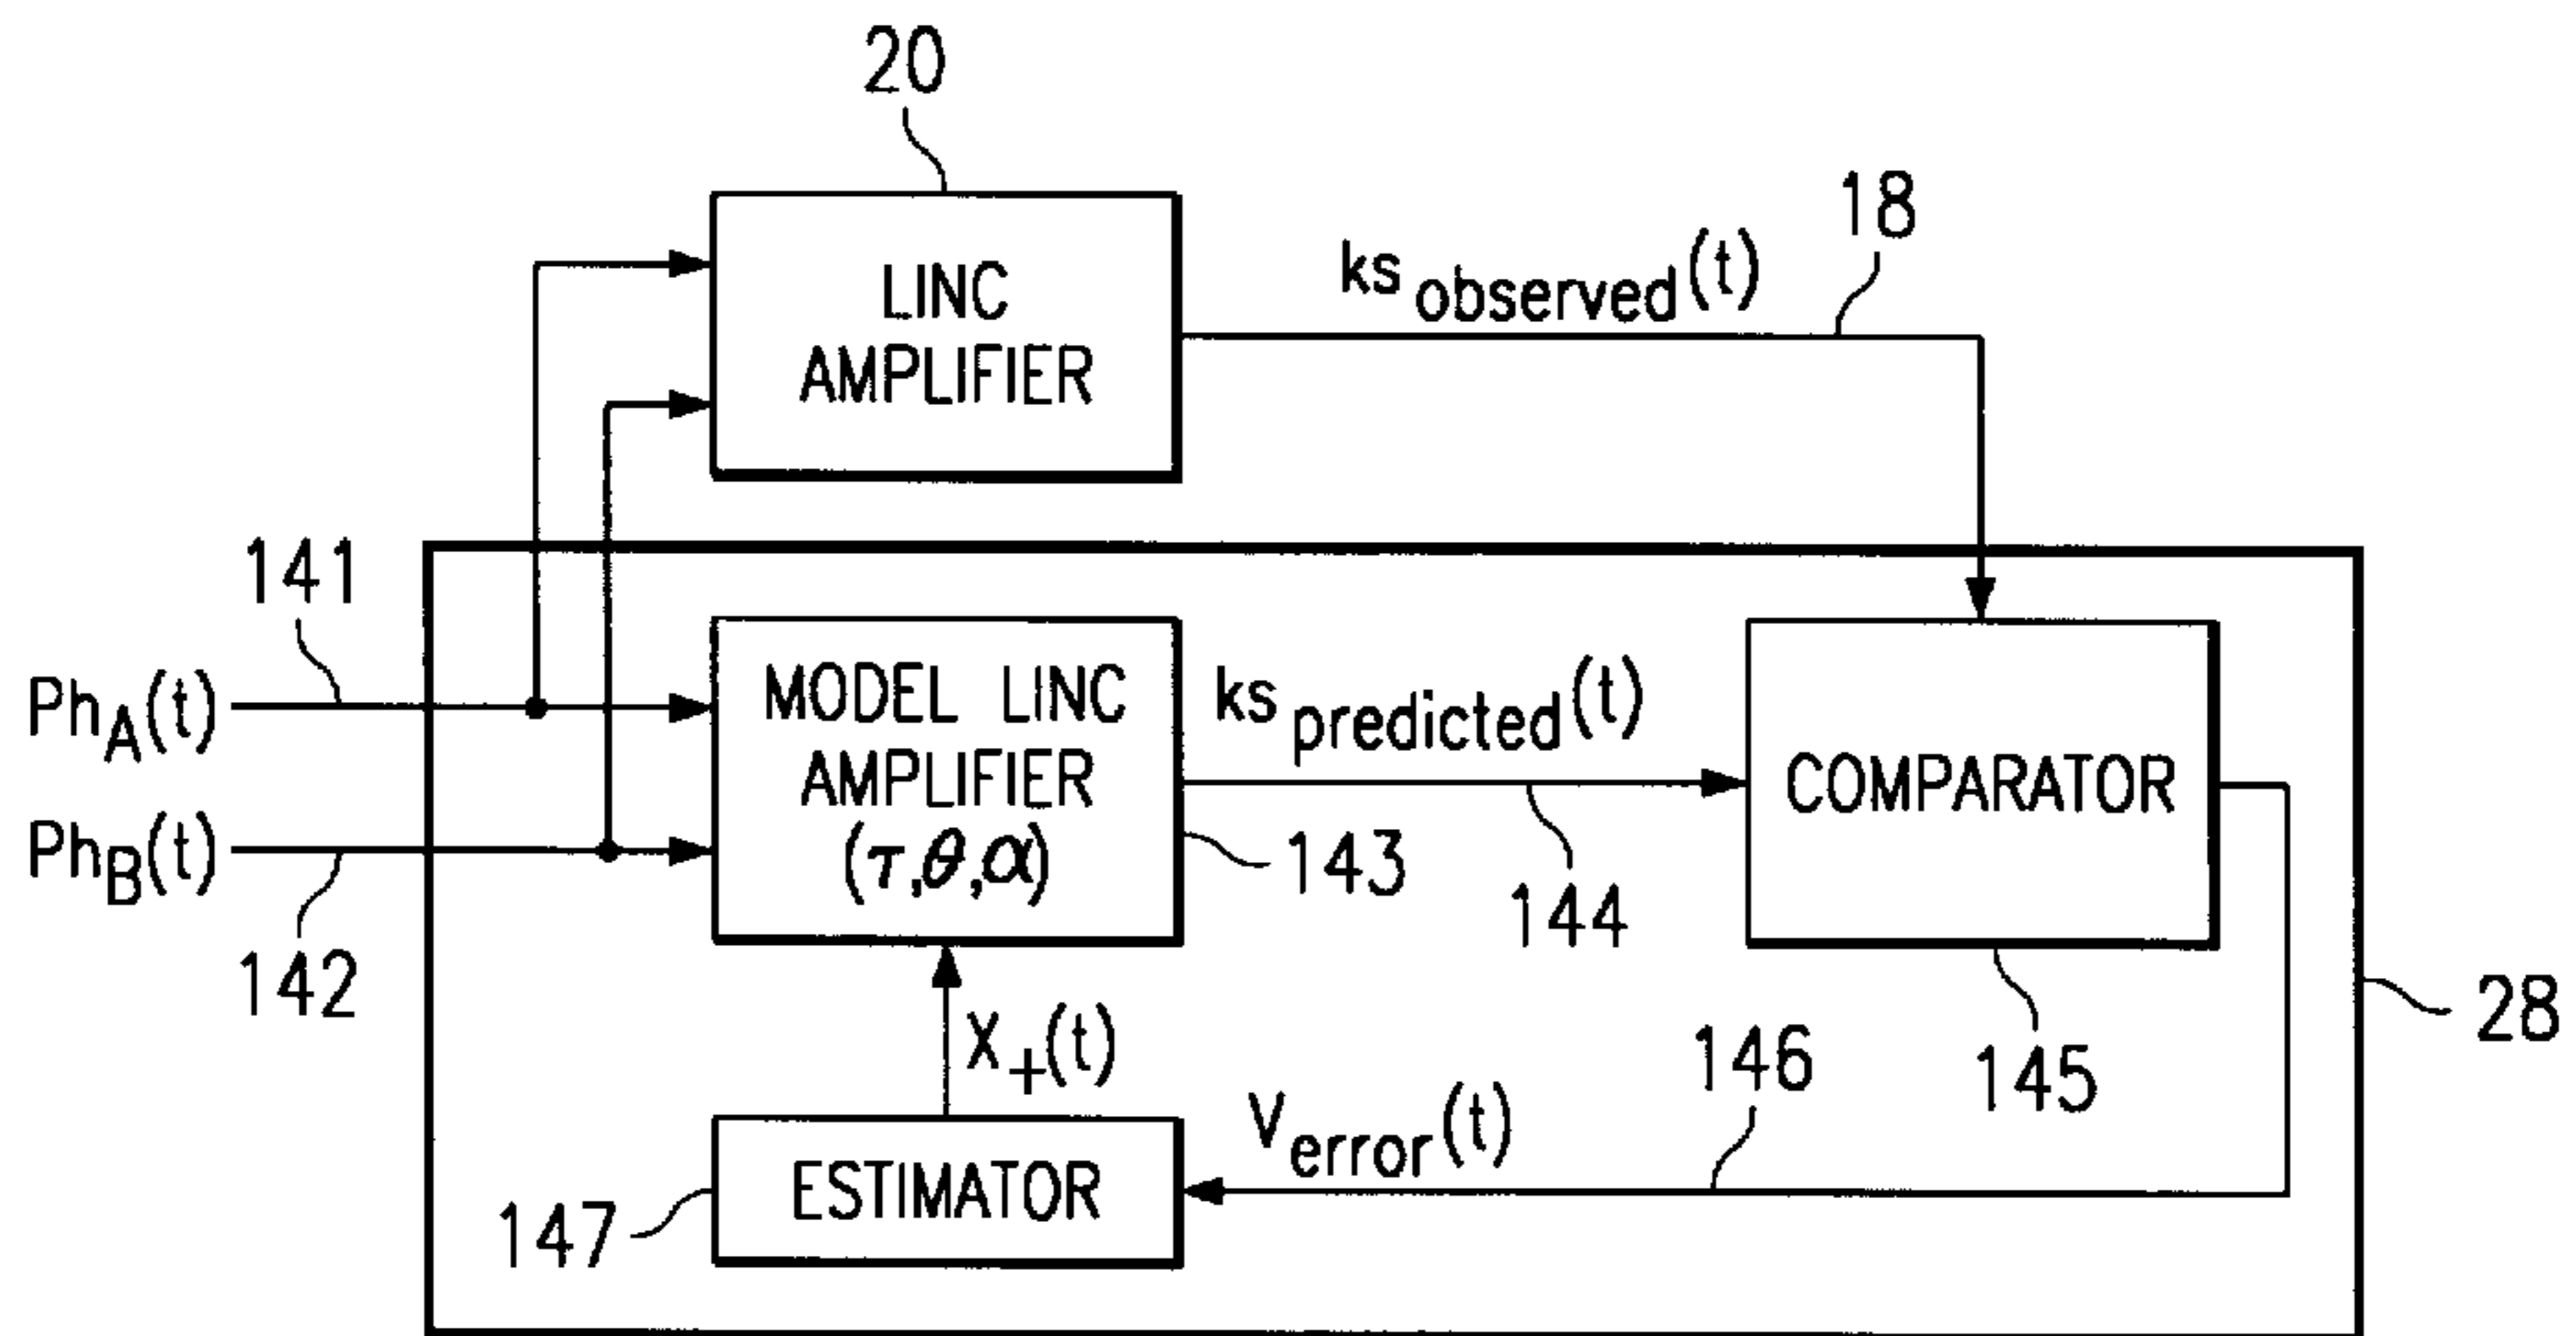 20
LINC
AMPLIFIER
ks observed(t)
18
141
142
PhA(t)
PhB(t)
MODEL LINC
AMPLIFIER
(τ,θ,α)
143
ks predicted(t)
144
COMPARATOR
145
28
X+(t)
ESTIMATOR
147
Verror(t)
146